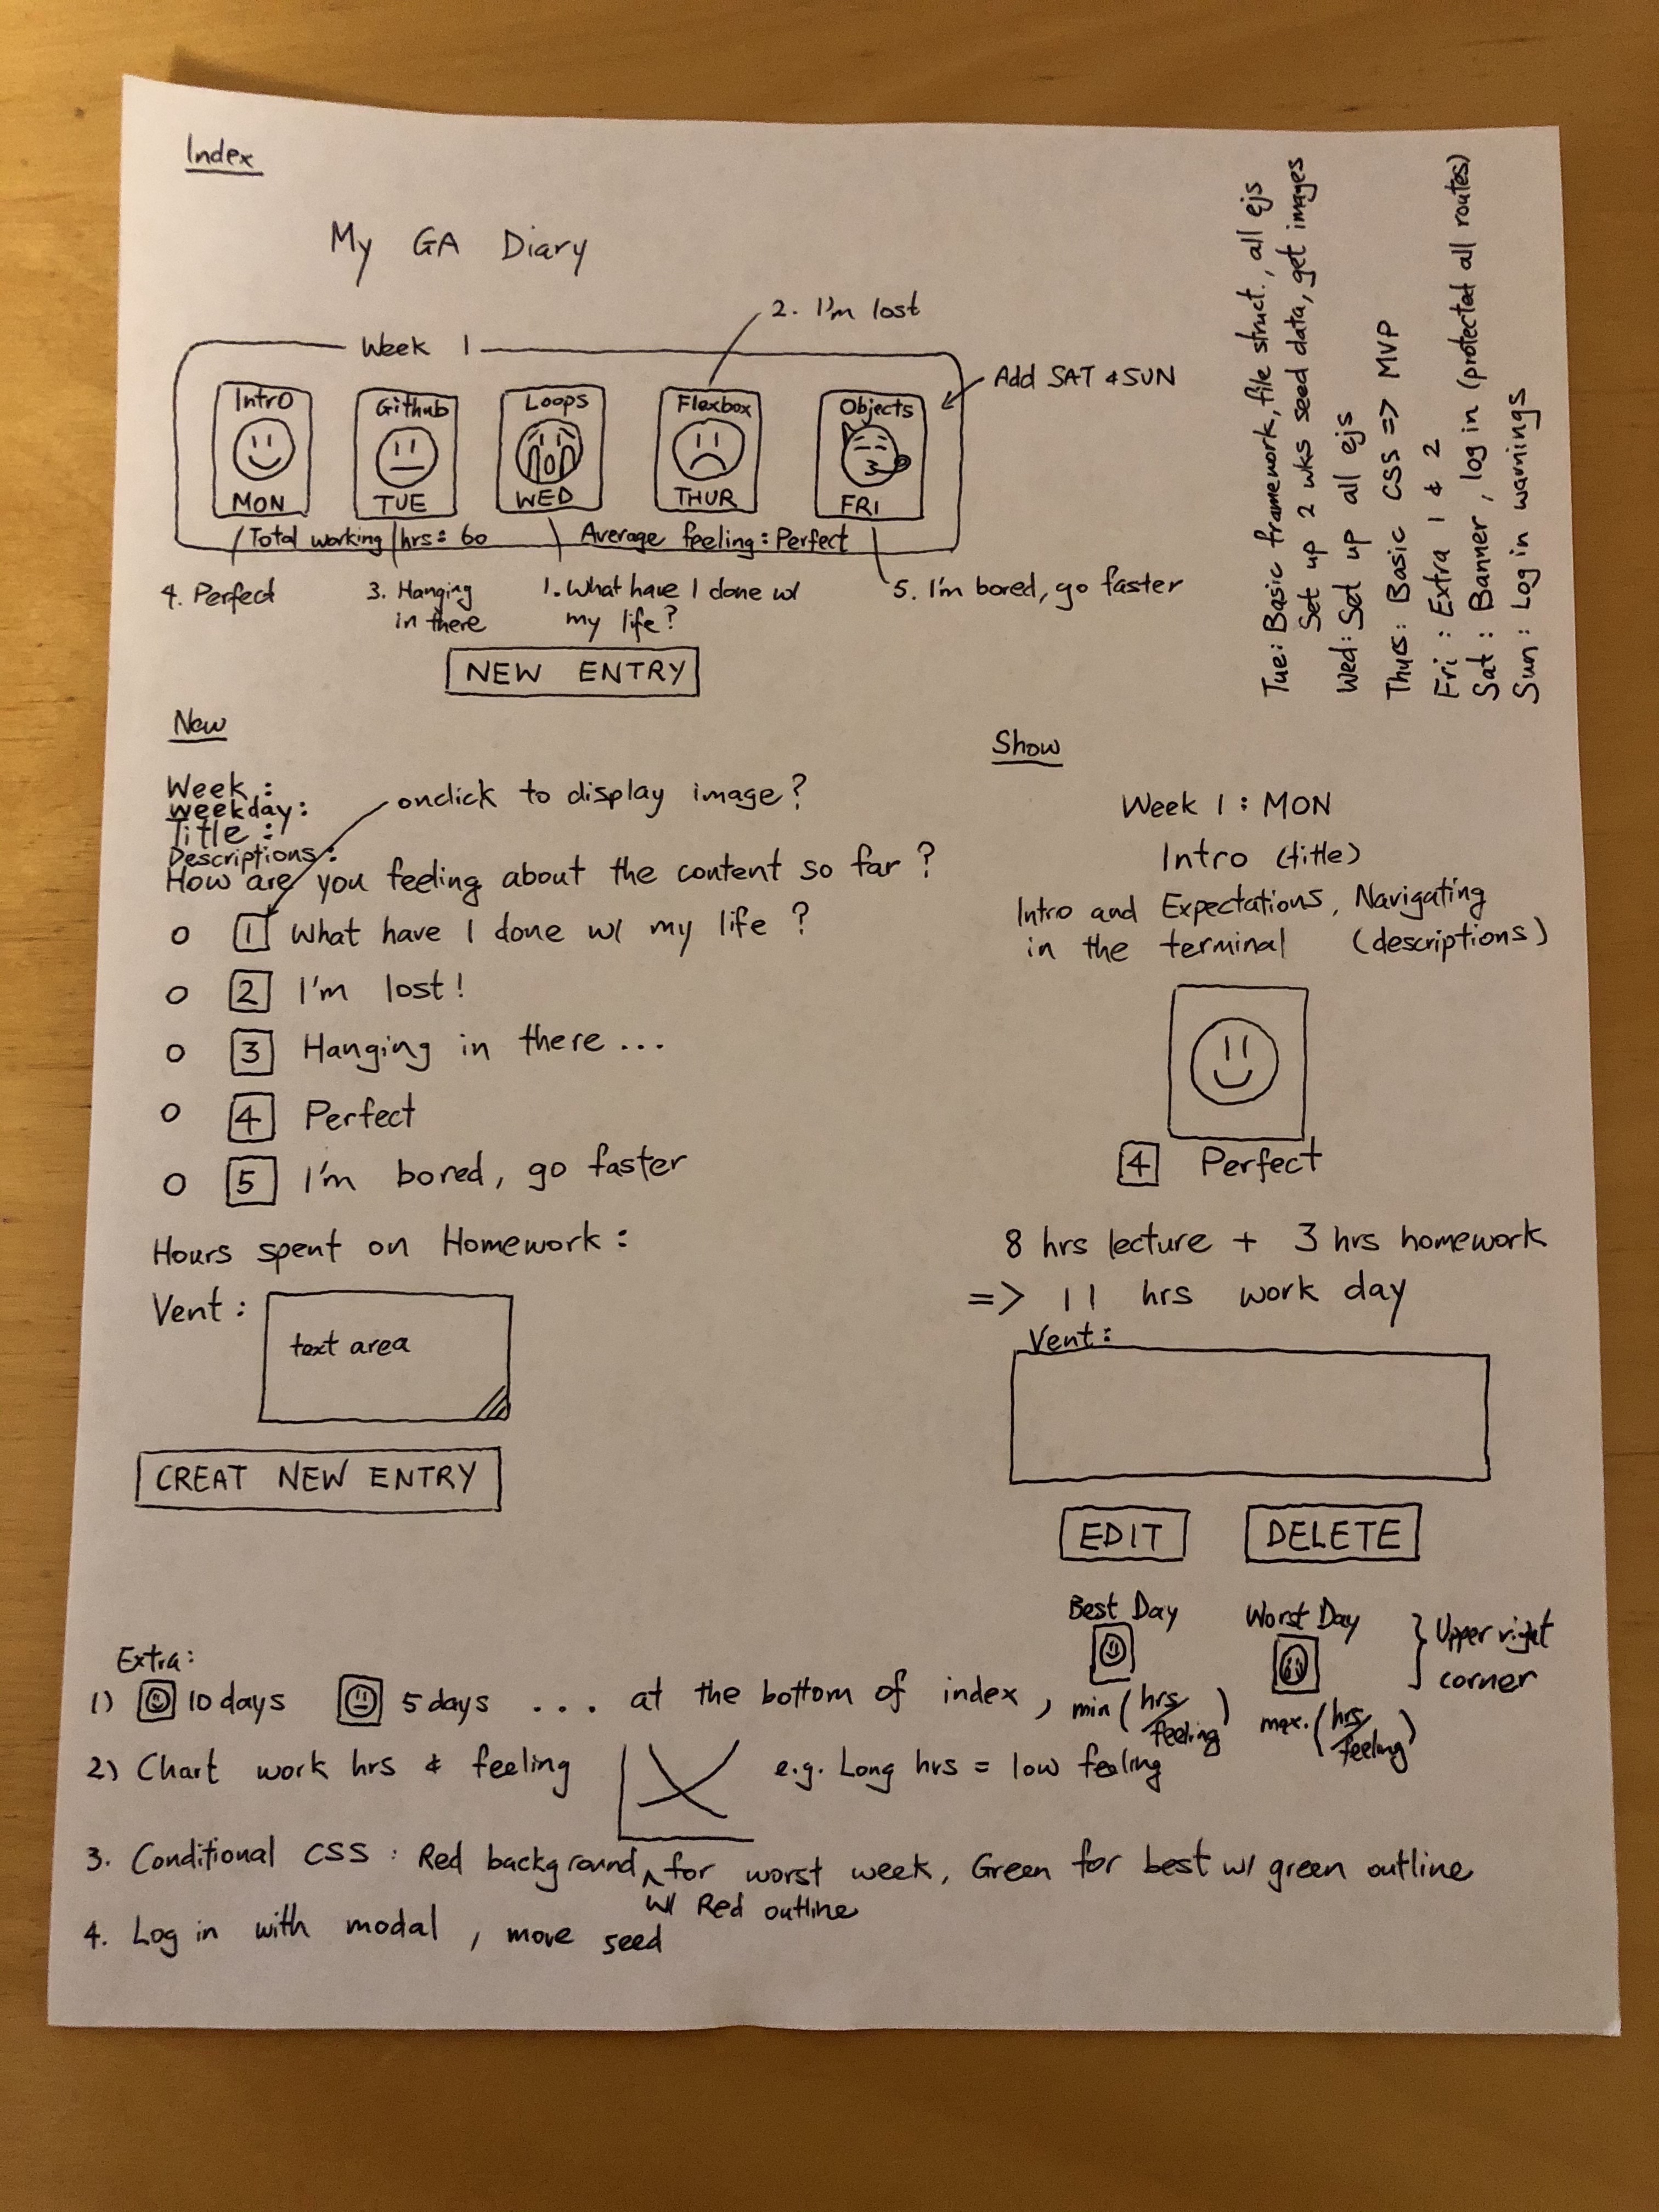 Index
My GA Diary
2. I'm lost
Week 1
Add SAT & SUN
Intro Github Loops Flexbox Objects
MON TUE WED THUR FRI
Total working hrs: 60 Average feeling: Perfect
4. Perfect
3. Hanging
in there
1. What have I done w/
my life?
5. I'm bored, go faster
NEW ENTRY
Tue: Basic framework, file struct., all ejs
Set up 2 wks seed data, get images
Wed: Set up all ejs
Thurs: Basic CSS => MVP
Fri: Extra 1 & 2
Sat: Banner, log in (protected all routes)
Sun: Log in warnings
New
Week:
weekday:
Title:
Descriptions:
onclick to display image?
How are you feeling about the content so far?
1 What have I done w/ my life?
2 I'm lost!
3 Hanging in there...
4 Perfect
5 I'm bored, go faster
Hours spent on Homework:
Vent:
text area
CREAT NEW ENTRY
Show
Week 1: MON
Intro (title)
Intro and Expectations, Navigating
in the terminal (descriptions)
4 Perfect
8 hrs lecture + 3 hrs homework
=> 11 hrs work day
Vent:
EDIT DELETE
Best Day Worst Day } Upper right
corner
min (hrs/feeling) max. (hrs/feeling)
Extra:
1) 10 days 5 days ... at the bottom of index,
2) Chart work hrs & feeling e.g. Long hrs = low feeling
3. Conditional CSS: Red background ^ for worst week, Green for best w/ green outline
w/ Red outline
4. Log in with modal, move seed